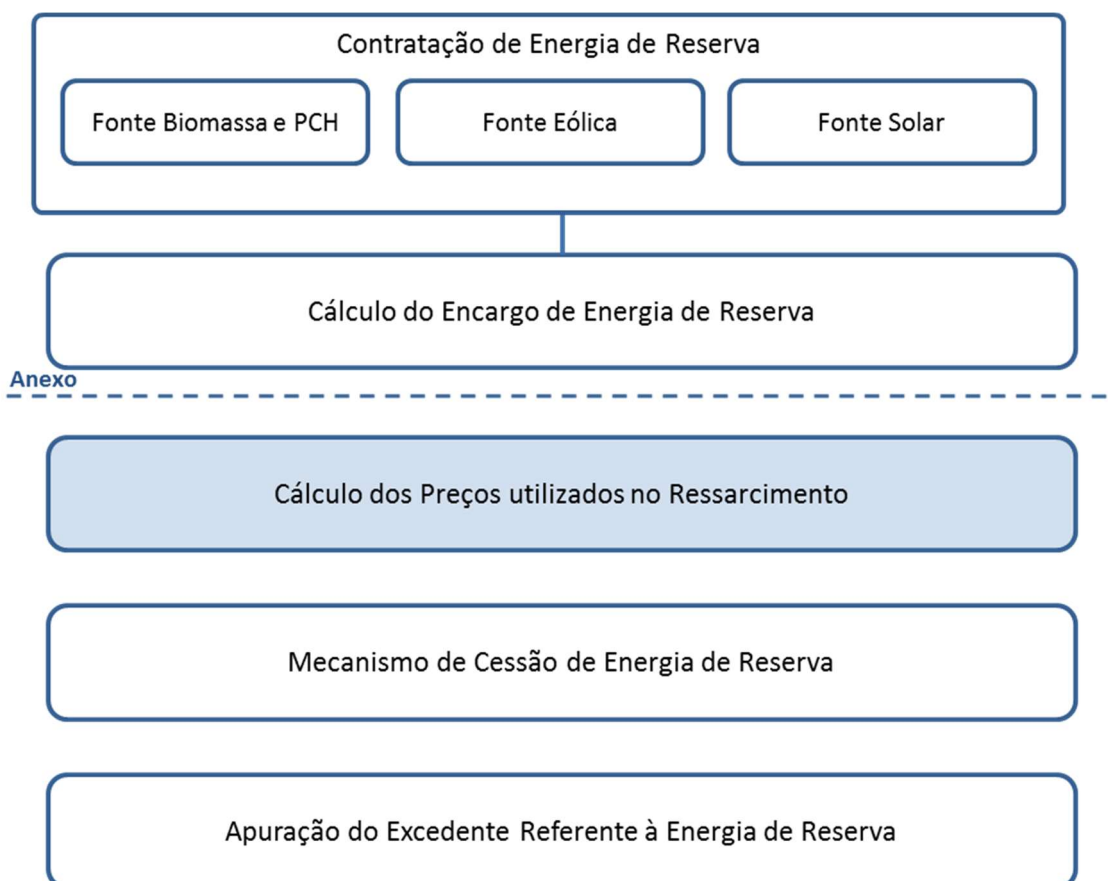 Contratação de Energia de Reserva
Fonte Biomassa e PCH
Fonte Eólica
Fonte Solar
Cálculo do Encargo de Energia de Reserva
Anexo
Cálculo dos Preços utilizados no Ressarcimento
Mecanismo de Cessão de Energia de Reserva
Apuração do Excedente Referente à Energia de Reserva